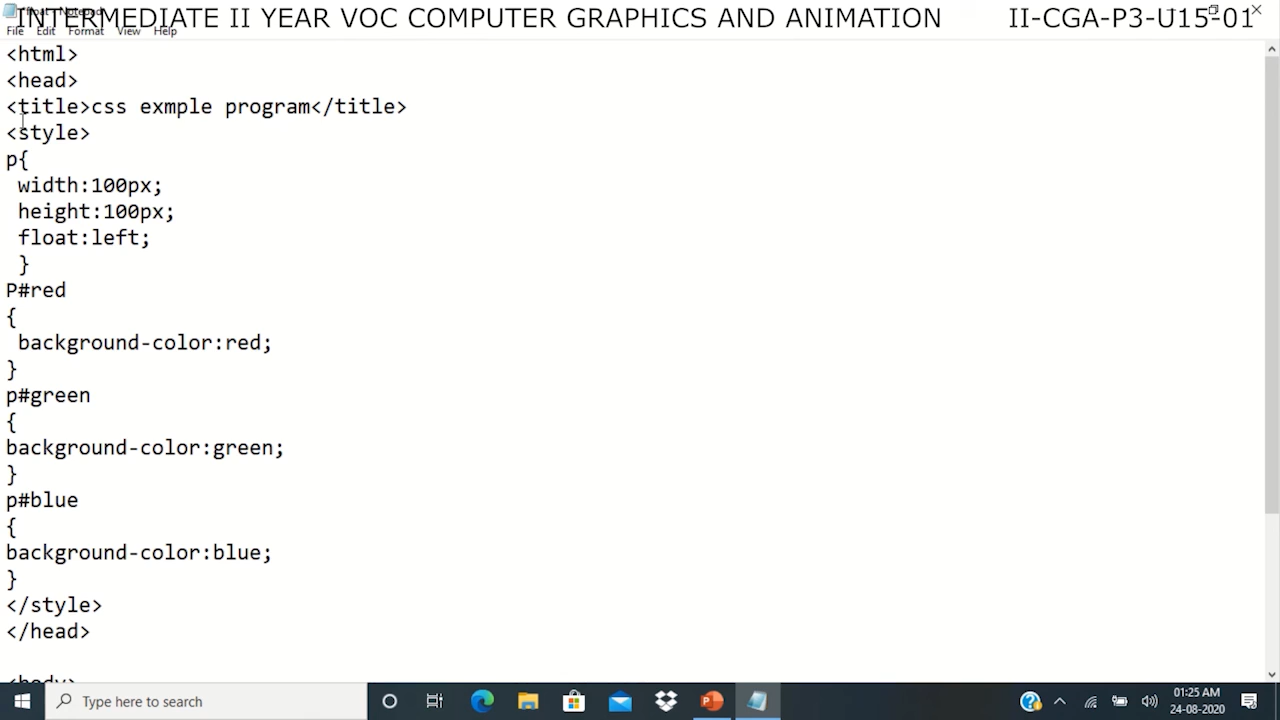 INTERMEDIATE II YEAR VOC COMPUTER GRAPHICS AND ANIMATION II-CGA-P3-U15-01
File Edit Format View Help
<html>
<head>
<title>css exmple program</title>
<style>
p{
width:100px;
height:100px;
float:left;
}
P#red
{
background-color:red;
}
p#green
{
background-color:green;
}
p#blue
{
background-color:blue;
}
</style>
</head>
<body>
Type here to search
01:25 AM
24-08-2020